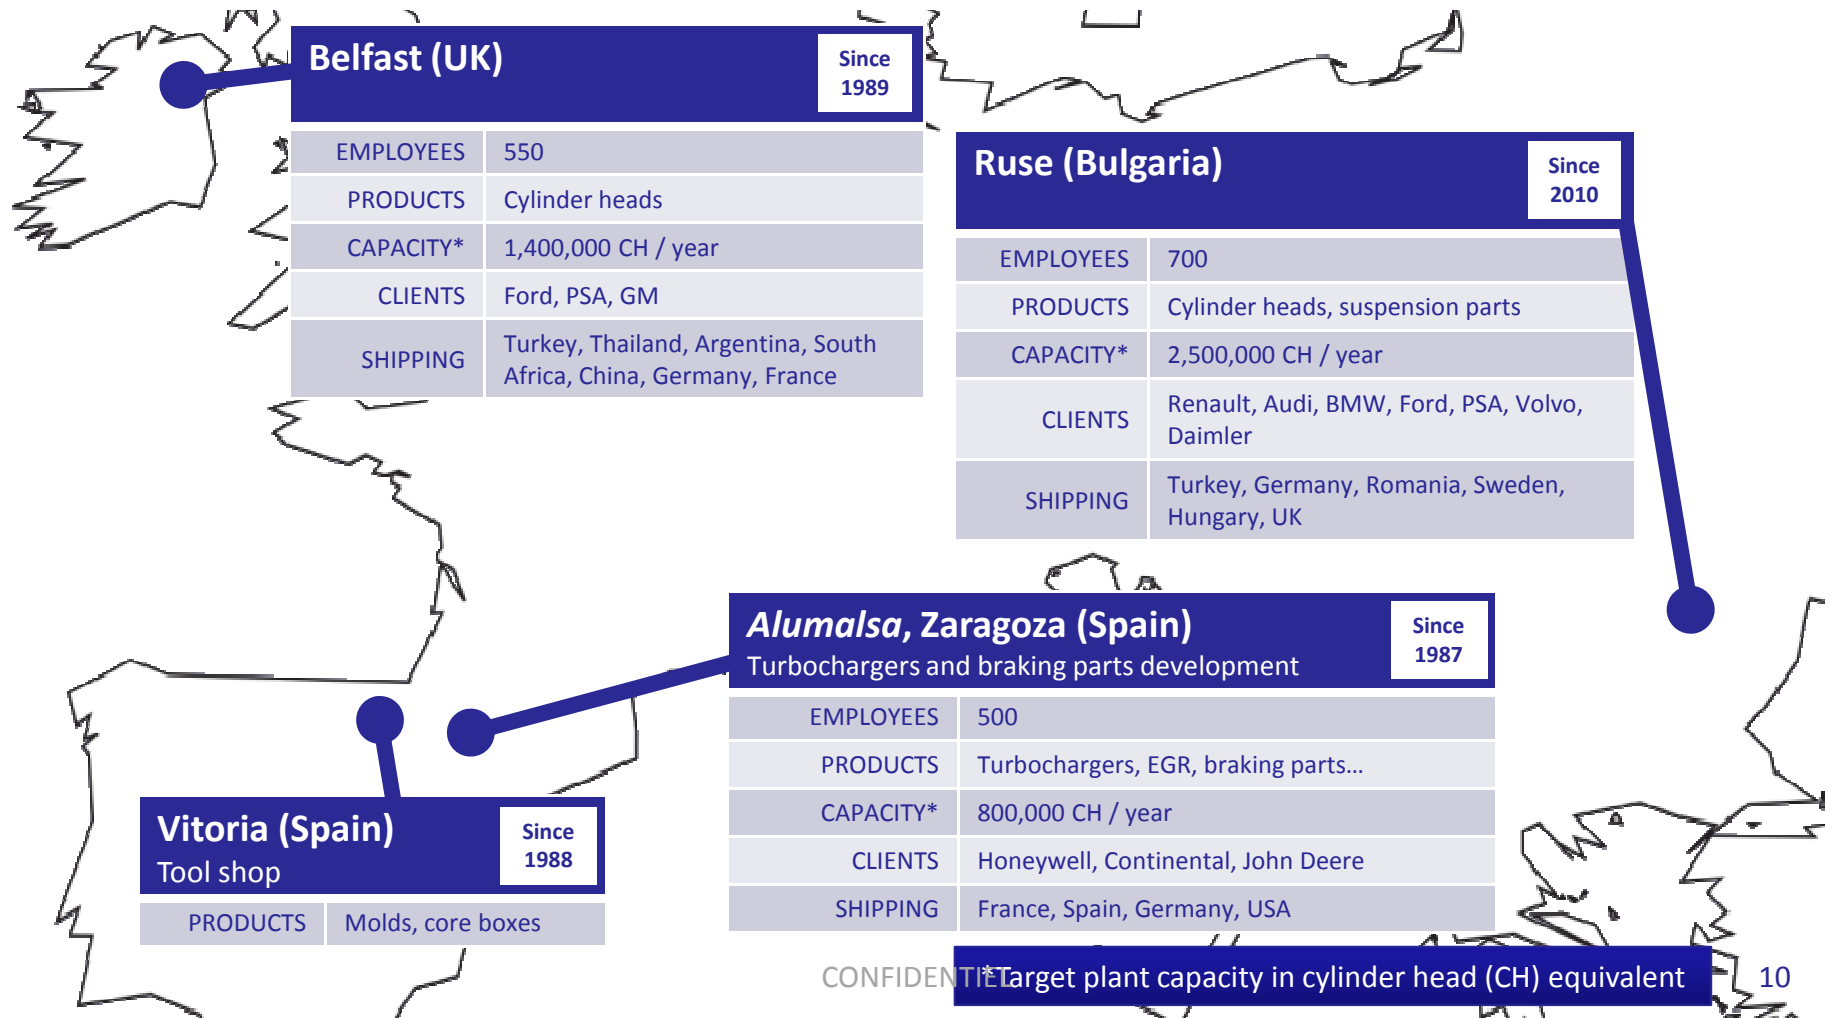 Belfast (UK)
Since
1989
EMPLOYEES 550
PRODUCTS Cylinder heads
CAPACITY* 1,400,000 CH / year
CLIENTS Ford, PSA, GM
SHIPPING Turkey, Thailand, Argentina, South
Africa, China, Germany, France
Ruse (Bulgaria)
Since
2010
EMPLOYEES 700
PRODUCTS Cylinder heads, suspension parts
CAPACITY* 2,500,000 CH / year
CLIENTS Renault, Audi, BMW, Ford, PSA, Volvo,
Daimler
SHIPPING Turkey, Germany, Romania, Sweden,
Hungary, UK
Alumalsa, Zaragoza (Spain)
Turbochargers and braking parts development
Since
1987
EMPLOYEES 500
PRODUCTS Turbochargers, EGR, braking parts...
CAPACITY* 800,000 CH / year
CLIENTS Honeywell, Continental, John Deere
SHIPPING France, Spain, Germany, USA
Vitoria (Spain)
Tool shop
Since
1988
PRODUCTS Molds, core boxes
CONFIDENTIEL
*Target plant capacity in cylinder head (CH) equivalent
10